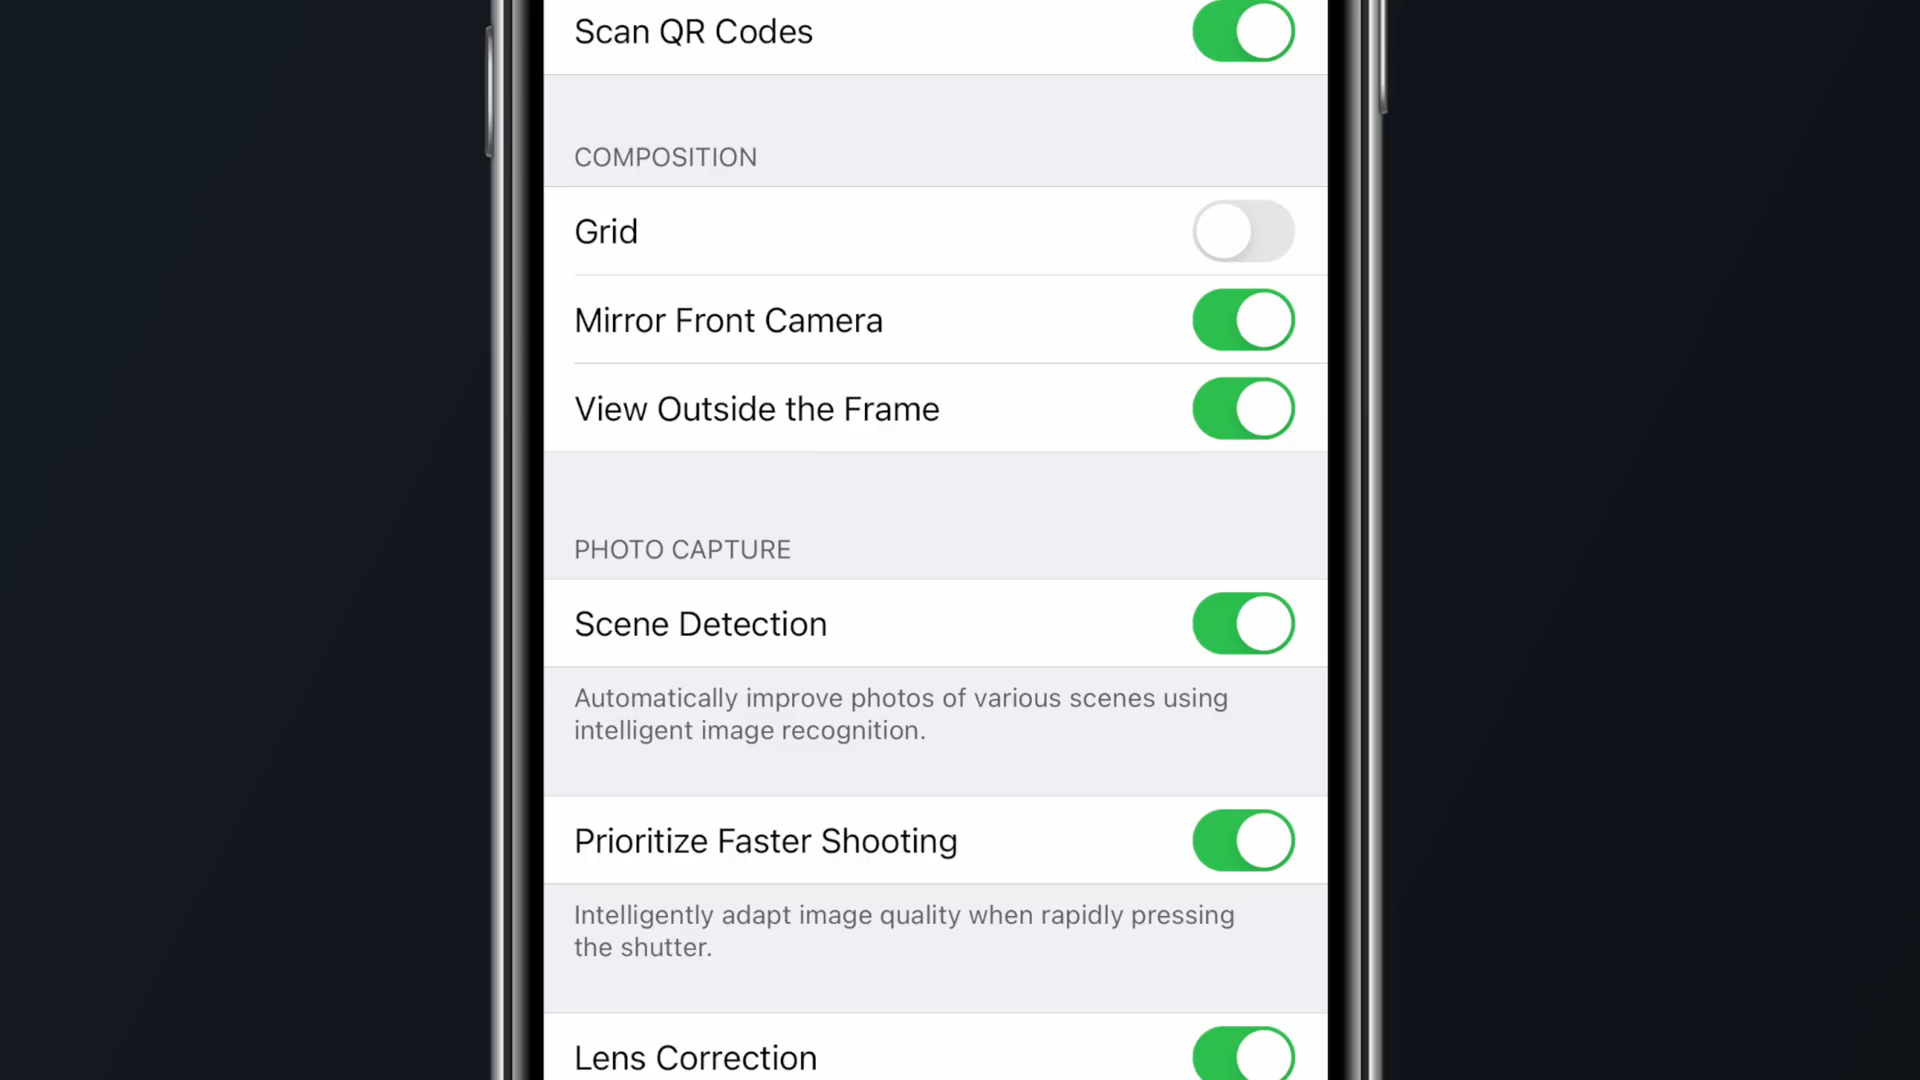 Scan QR Codes
COMPOSITION
Grid
Mirror Front Camera
View Outside the Frame
PHOTO CAPTURE
Scene Detection
Automatically improve photos of various scenes using
intelligent image recognition.
Prioritize Faster Shooting
Intelligently adapt image quality when rapidly pressing
the shutter.
Lens Correction